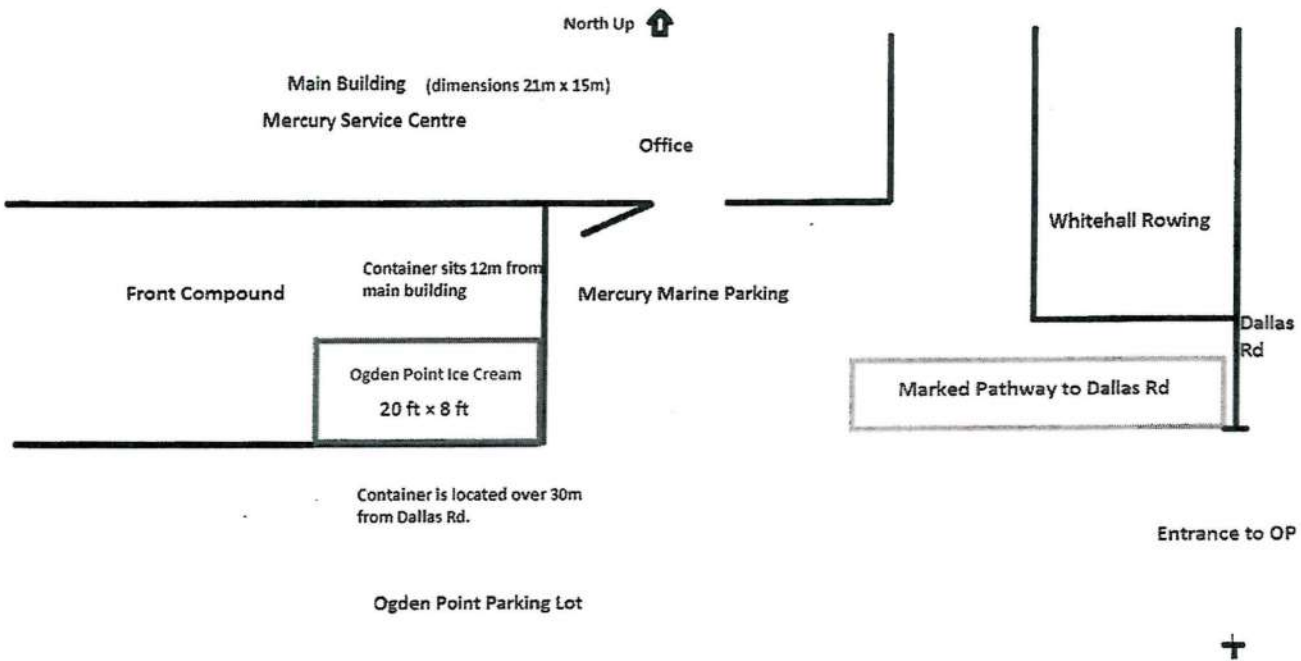 North Up
Main Building (dimensions 21m x 15m)
Mercury Service Centre
Office
Whitehall Rowing
Container sits 12m from
main building
Front Compound
Mercury Marine Parking
Dallas
Rd
Ogden Point Ice Cream
20 ft × 8 ft
Marked Pathway to Dallas Rd
Container is located over 30m
from Dallas Rd.
Entrance to OP
Ogden Point Parking Lot